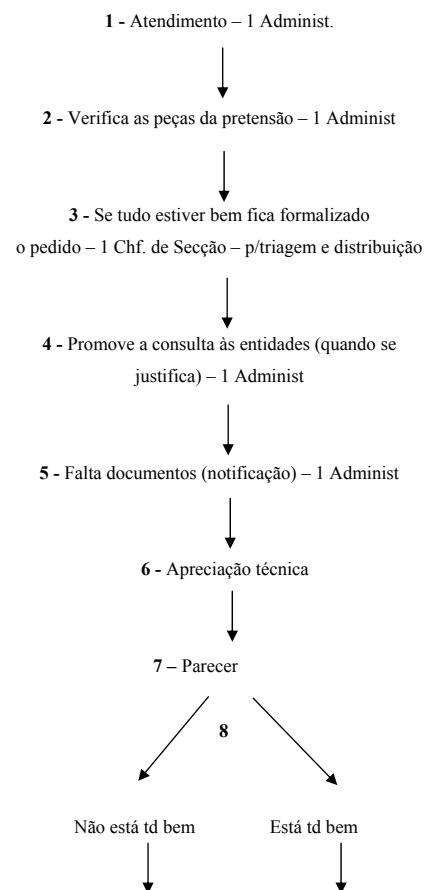 1 - Atendimento – 1 Administ.
2 - Verifica as peças da pretensão – 1 Administ
3 - Se tudo estiver bem fica formalizado
o pedido – 1 Chf. de Secção – p/triagem e distribuição
4 - Promove a consulta às entidades (quando se
justifica) – 1 Administ
5 - Falta documentos (notificação) – 1 Administ
6 - Apreciação técnica
7 – Parecer
8
Não está td bem Está td bem